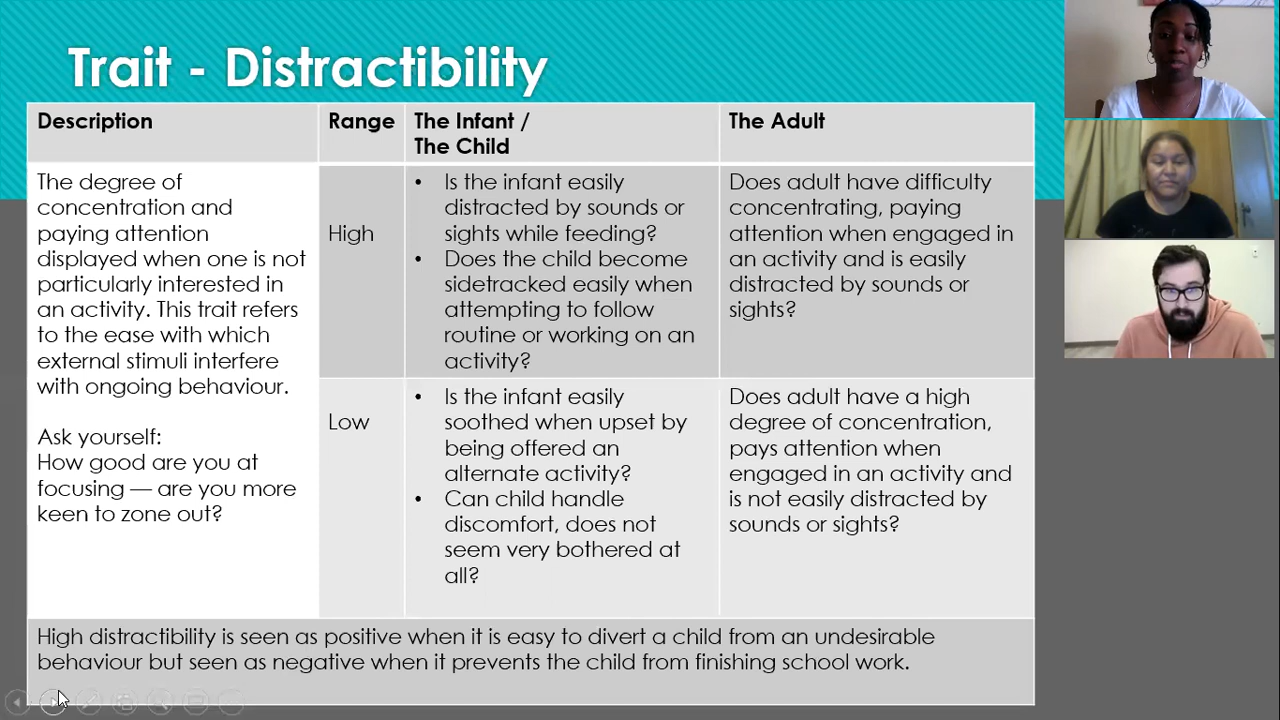 Trait - Distractibility
Description
Range
The Infant /
The Child
The Adult
The degree of
concentration and
paying attention
displayed when one is not
particularly interested in
an activity. This trait refers
to the ease with which
external stimuli interfere
with ongoing behaviour.
Ask yourself:
How good are you at
focusing — are you more
keen to zone out?
High
• Is the infant easily
distracted by sounds or
sights while feeding?
• Does the child become
sidetracked easily when
attempting to follow
routine or working on an
activity?
Does adult have difficulty
concentrating, paying
attention when engaged in
an activity and is easily
distracted by sounds or
sights?
Low
• Is the infant easily
soothed when upset by
being offered an
alternate activity?
• Can child handle
discomfort, does not
seem very bothered at
all?
Does adult have a high
degree of concentration,
pays attention when
engaged in an activity and
is not easily distracted by
sounds or sights?
High distractibility is seen as positive when it is easy to divert a child from an undesirable
behaviour but seen as negative when it prevents the child from finishing school work.